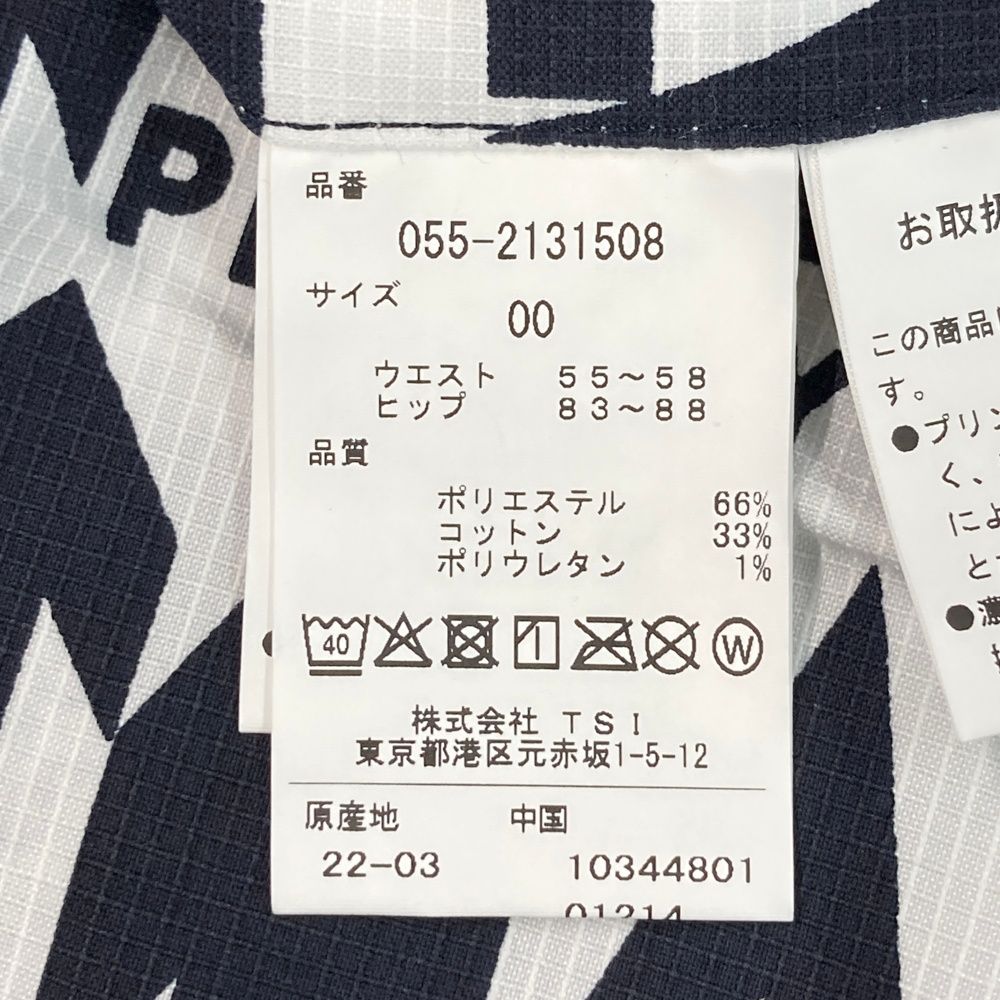 P
品番
055-2131508
サイズ
00
ウエスト 55～58
ヒップ 83～88
品質
ポリエステル 66%
コットン 33%
ポリウレタン 1%
40
W
株式会社 TSI
東京都港区元赤坂1-5-12
原産地 中国
22-03 10344801
01214
お取扱
この商品
す。
●プリン
く、
によ
と
●濃